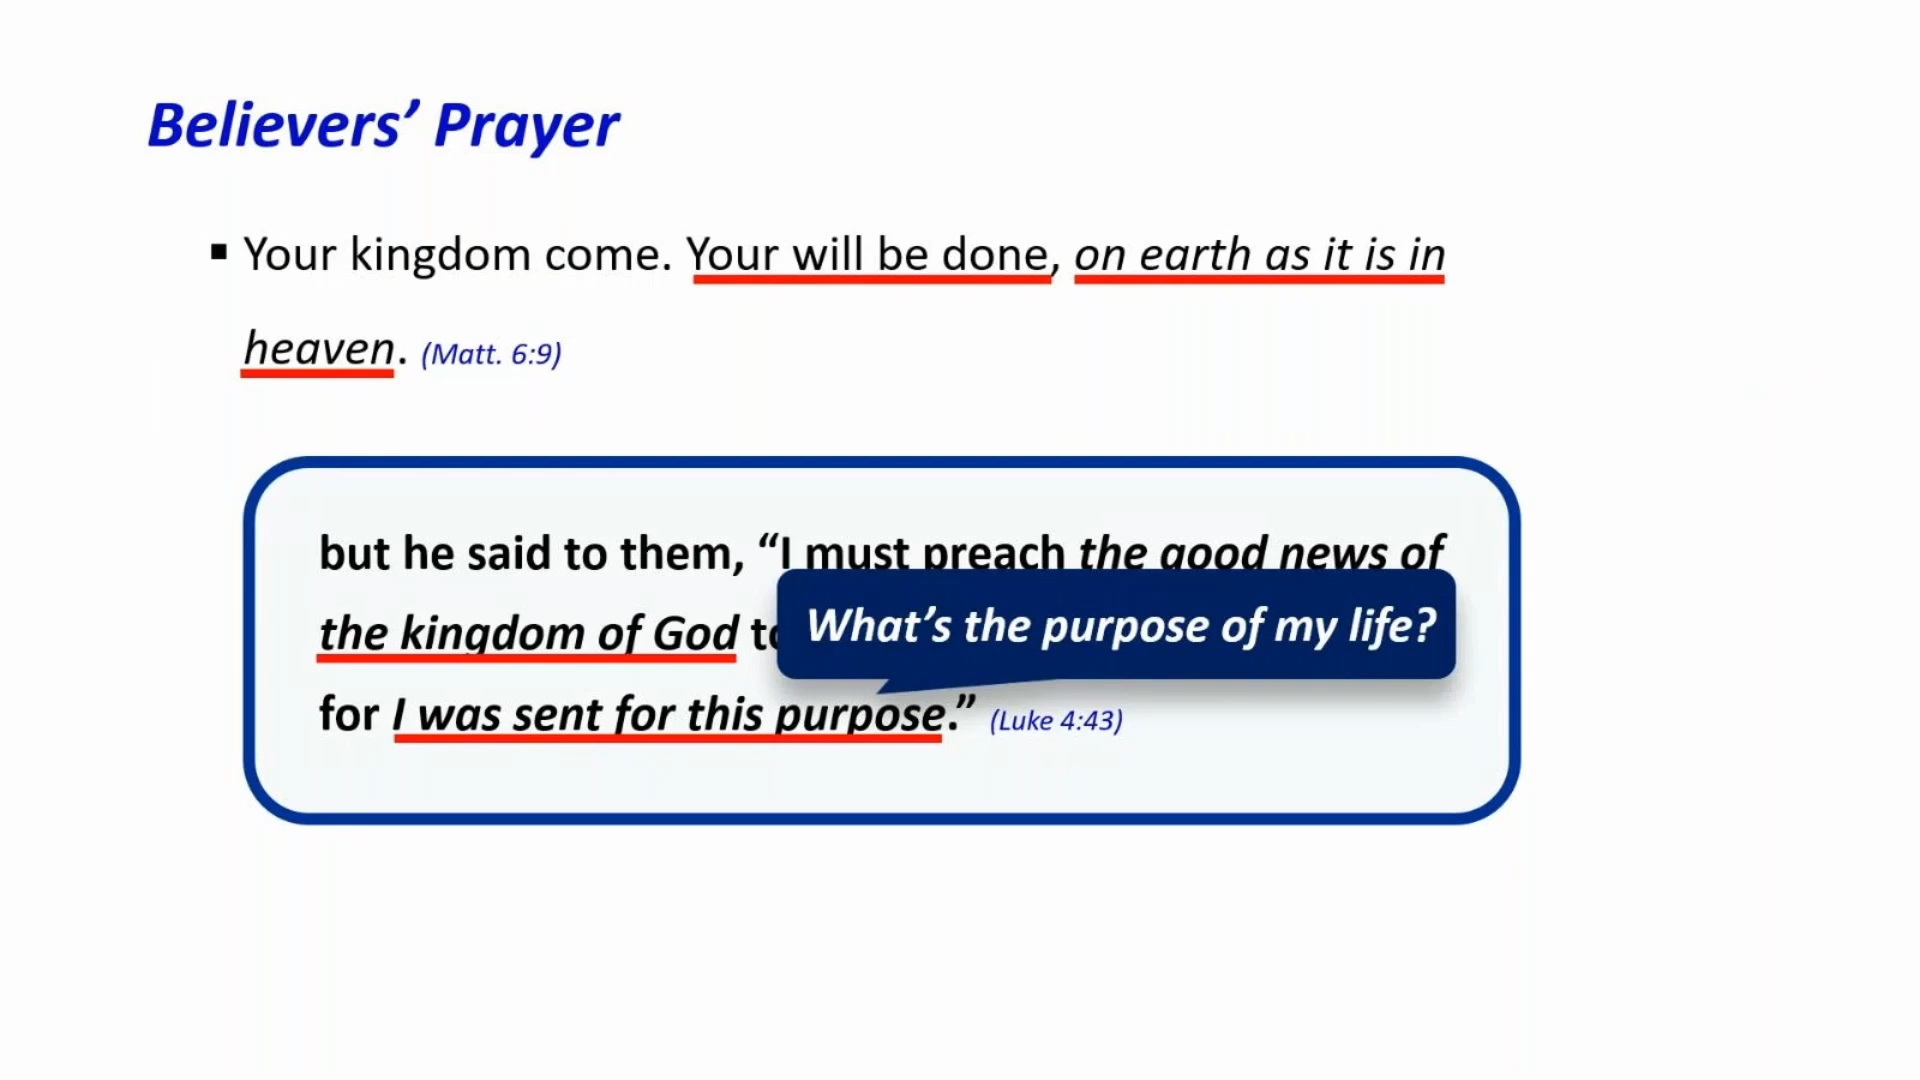 Believers’ Prayer
▪ Your kingdom come. Your will be done, on earth as it is in
heaven. (Matt. 6:9)
but he said to them, “I must preach the good news of
the kingdom of God
What’s the purpose of my life?
for I was sent for this purpose.” (Luke 4:43)